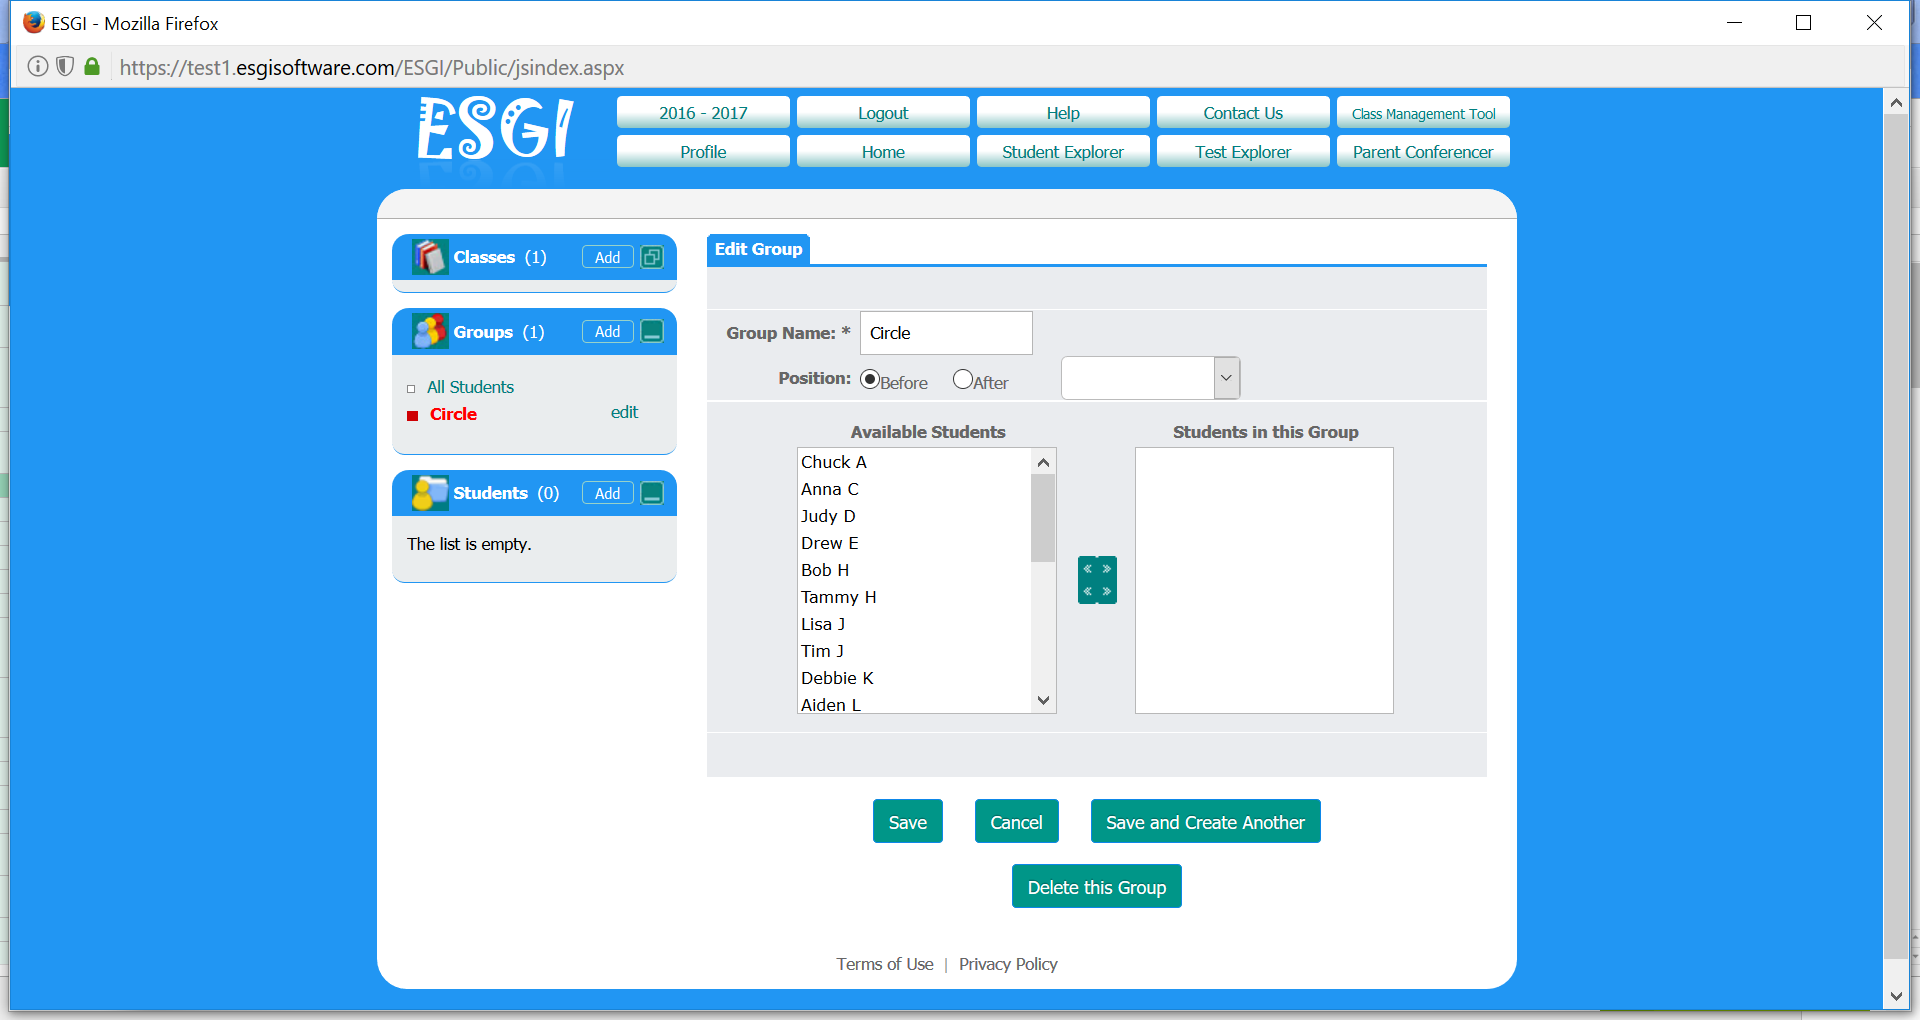 ESGI - Mozilla Firefox
https://test1.esgisoftware.com/ESGI/Public/jsindex.aspx
ESGI
2016 - 2017 Logout Help Contact Us Class Management Tool
Profile Home Student Explorer Test Explorer Parent Conferencer
Classes (1) Add
Groups (1) Add
All Students
Circle edit
Students (0) Add
The list is empty.
Edit Group
Group Name: * Circle
Position: Before After
Available Students Students in this Group
Chuck A
Anna C
Judy D
Drew E
Bob H
Tammy H
Lisa J
Tim J
Debbie K
Aiden L
Save Cancel Save and Create Another
Delete this Group
Terms of Use | Privacy Policy